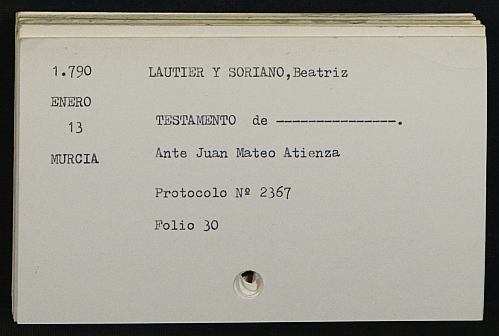 1.790 LAUTIER Y SORIANO,Beatriz
ENERO
13 TESTAMENTO de ---------------.
MURCIA Ante Juan Mateo Atienza
Protocolo Nº 2367
Folio 30